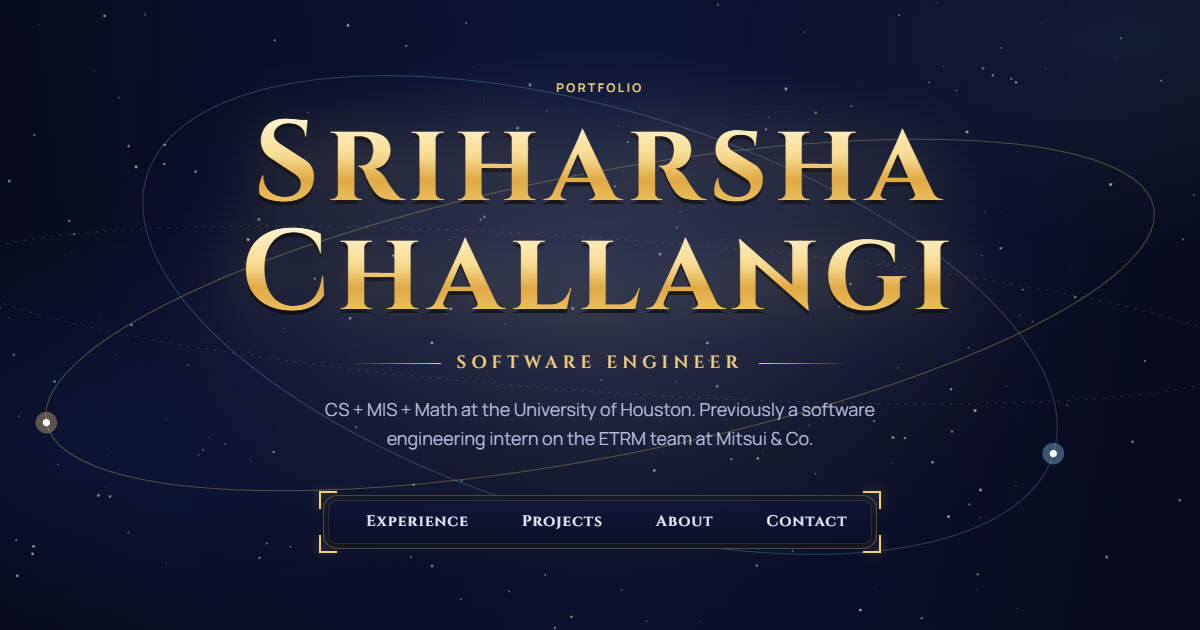 PORTFOLIO
Sriharsha
Challangi
SOFTWARE ENGINEER
CS + MIS + Math at the University of Houston. Previously a software
engineering intern on the ETRM team at Mitsui & Co.
Experience Projects About Contact